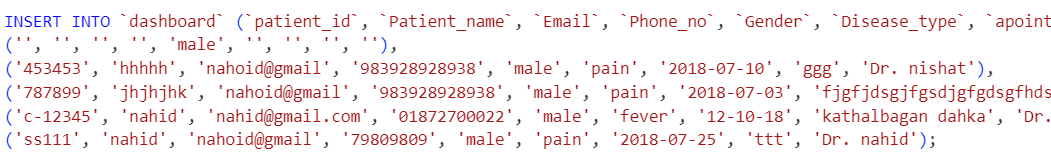 INSERT INTO `dashboard` (`patient_id`, `Patient_name`, `Email`, `Phone_no`, `Gender`, `Disease_type`, `apoint
('', '', '', '', 'male', '', '', '', ''),
('453453', 'hhhhh', 'nahoid@gmail', '983928928938', 'male', 'pain', '2018-07-10', 'ggg', 'Dr. nishat'),
('787899', 'jhjhjhk', 'nahoid@gmail', '9839928928938', 'male', 'pain', '2018-07-03', 'fjgfjdsgjfgsdjgfgdsgfhds
('c-12345', 'nahid', 'nahid@gmail.com', '01872700022', 'male', 'fever', '12-10-18', 'kathalbagan dahka', 'Dr.
('ss111', 'nahid', 'nahoid@gmail', '79809809', 'male', 'pain', '2018-07-25', 'ttt', 'Dr. nahid');